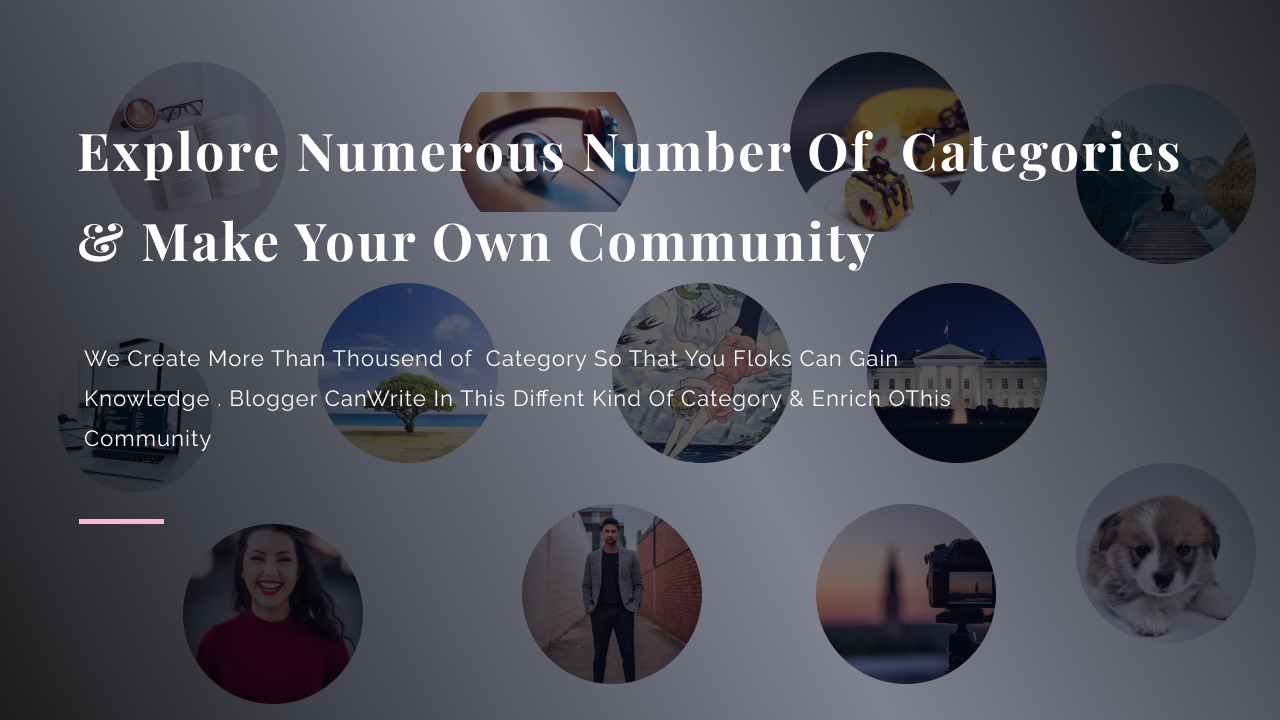 Explore Numerous Number Of Categories
& Make Your Own Community
We Create More Than Thousend of Category So That You Floks Can Gain
Knowledge . Blogger CanWrite In This Diffent Kind Of Category & Enrich OThis
Community